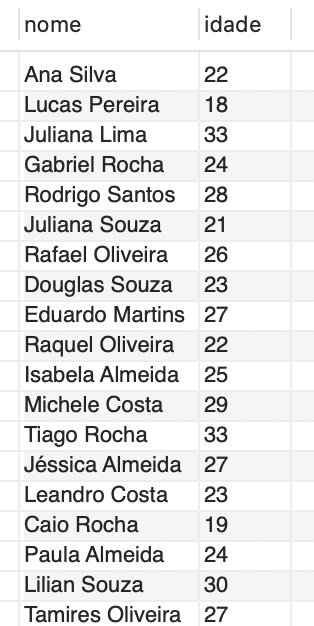 nome idade
Ana Silva 22
Lucas Pereira 18
Juliana Lima 33
Gabriel Rocha 24
Rodrigo Santos 28
Juliana Souza 21
Rafael Oliveira 26
Douglas Souza 23
Eduardo Martins 27
Raquel Oliveira 22
Isabela Almeida 25
Michele Costa 29
Tiago Rocha 33
Jéssica Almeida 27
Leandro Costa 23
Caio Rocha 19
Paula Almeida 24
Lilian Souza 30
Tamires Oliveira 27